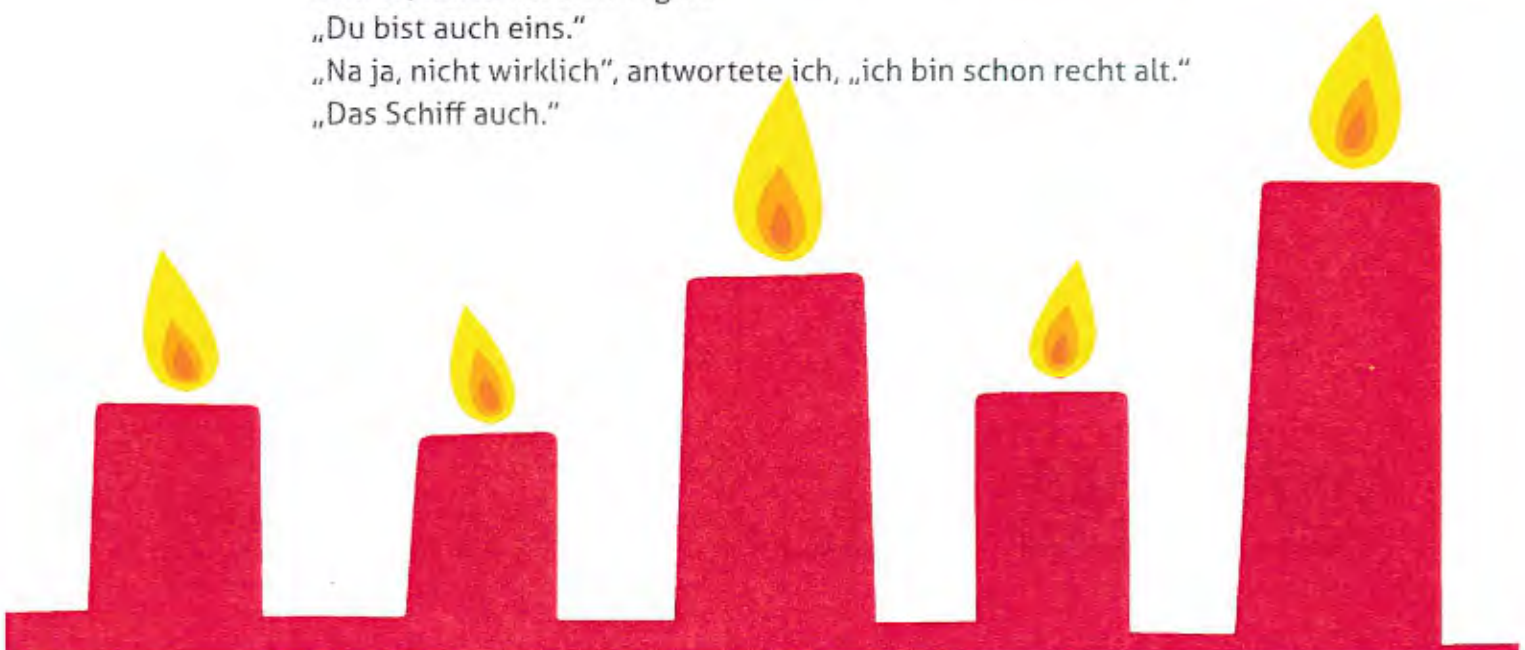 „Du bist auch eins.“
„Na ja, nicht wirklich“, antwortete ich, „ich bin schon recht alt.“
„Das Schiff auch.“